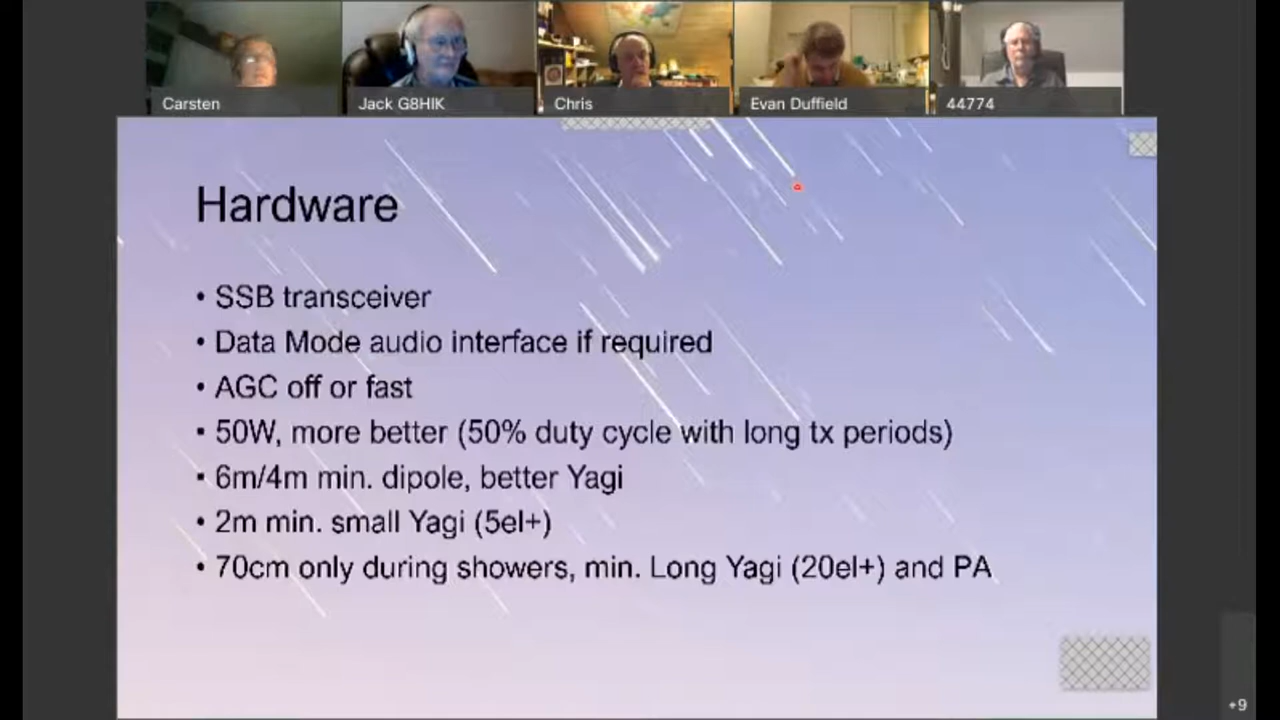 Carsten
Jack G8HIK
Chris
Evan Duffield
44774
Hardware
• SSB transceiver
• Data Mode audio interface if required
• AGC off or fast
• 50W, more better (50% duty cycle with long tx periods)
• 6m/4m min. dipole, better Yagi
• 2m min. small Yagi (5el+)
• 70cm only during showers, min. Long Yagi (20el+) and PA
+9